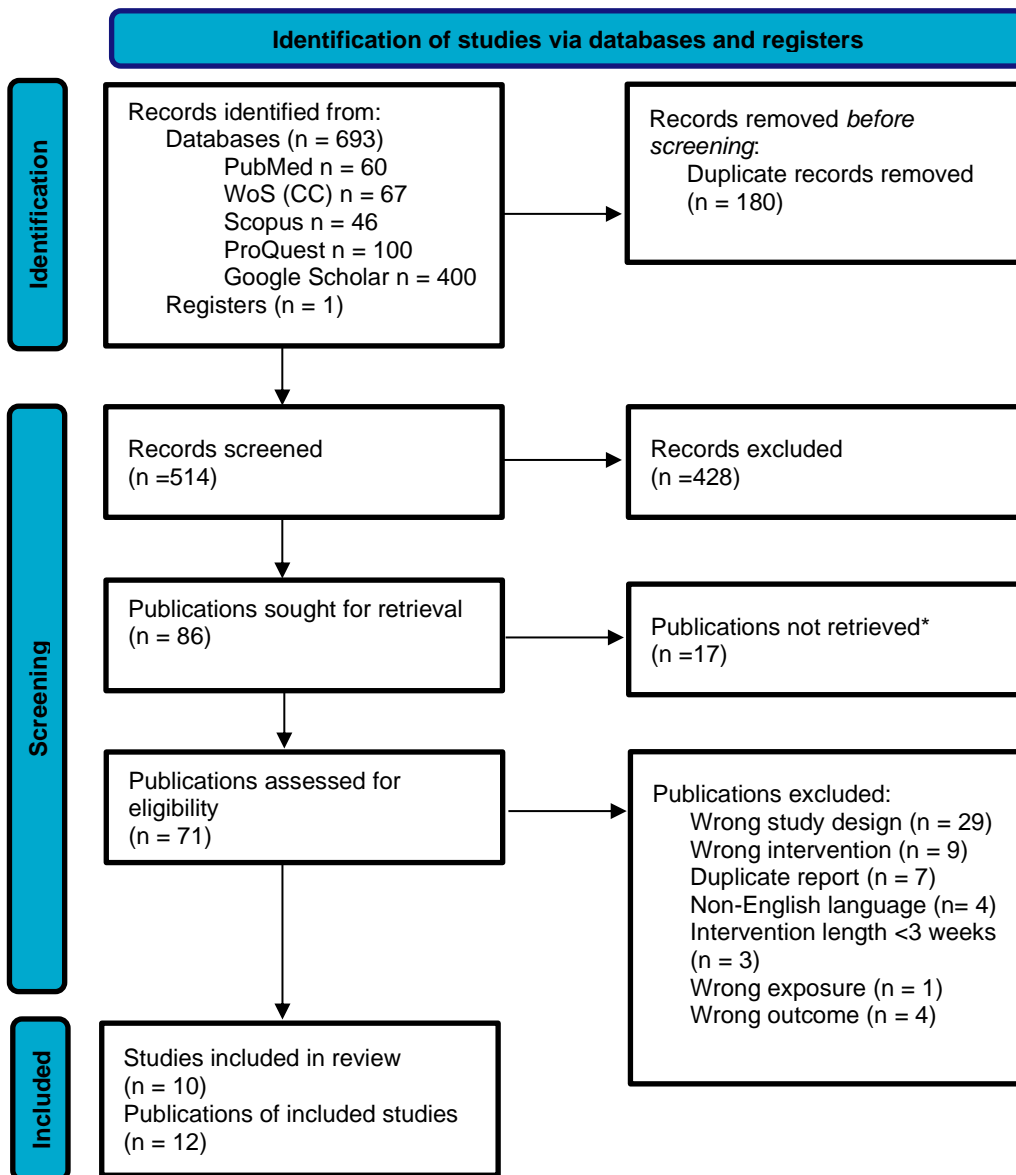 Identification of studies via databases and registers
Identification
Records identified from:
Databases (n = 693)
PubMed n = 60
WoS (CC) n = 67
Scopus n = 46
ProQuest n = 100
Google Scholar n = 400
Registers (n = 1)
Records removed before
screening:
Duplicate records removed
(n = 180)
Screening
Records screened
(n =514)
Records excluded
(n =428)
Publications sought for retrieval
(n = 86)
Publications not retrieved*
(n =17)
Publications assessed for
eligibility
(n = 71)
Publications excluded:
Wrong study design (n = 29)
Wrong intervention (n = 9)
Duplicate report (n = 7)
Non-English language (n= 4)
Intervention length <3 weeks
(n = 3)
Wrong exposure (n = 1)
Wrong outcome (n = 4)
Included
Studies included in review
(n = 10)
Publications of included studies
(n = 12)